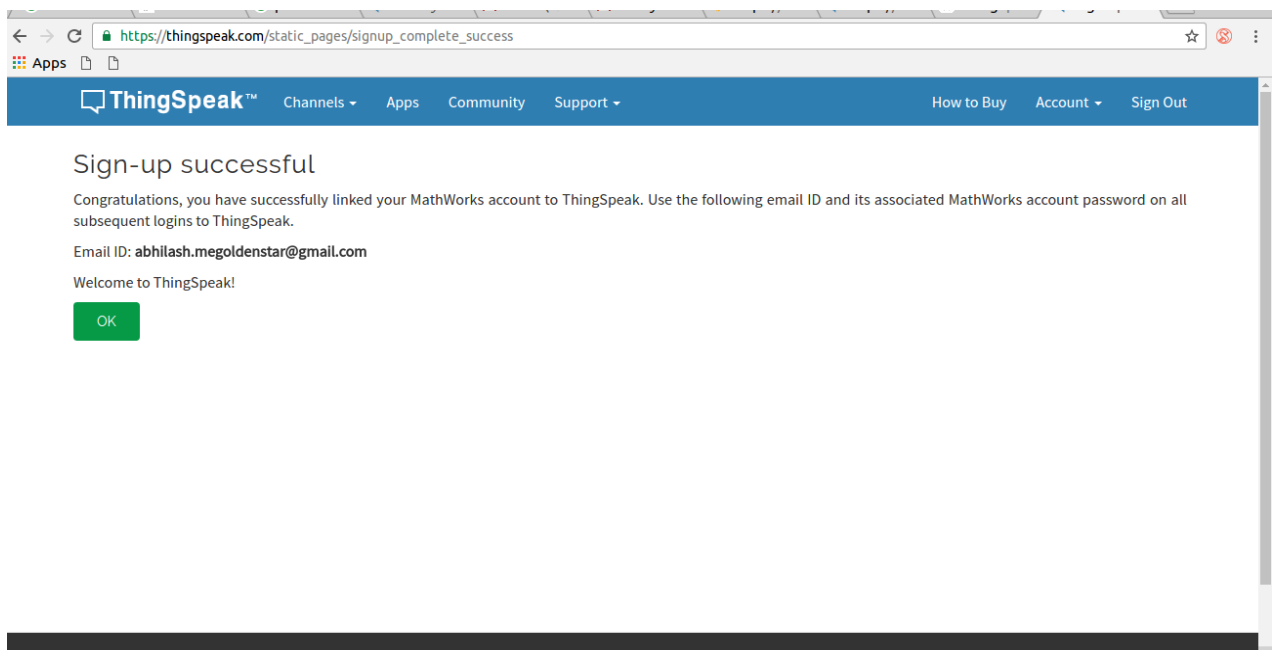 https://thingspeak.com/static_pages/signup_complete_success
Apps
ThingSpeak™ Channels Apps Community Support How to Buy Account Sign Out
Sign-up successful
Congratulations, you have successfully linked your MathWorks account to ThingSpeak. Use the following email ID and its associated MathWorks account password on all
subsequent logins to ThingSpeak.
Email ID: abhilash.megoldenstar@gmail.com
Welcome to ThingSpeak!
OK